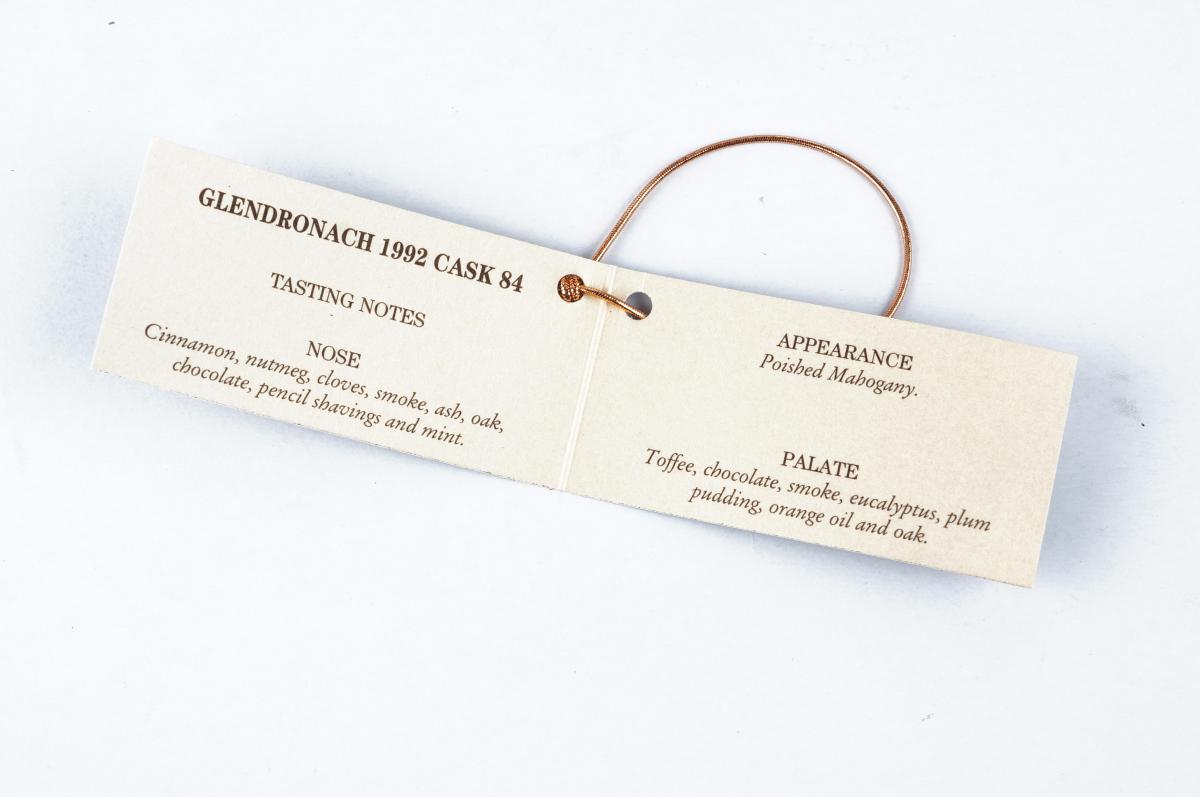 GLENDRONACH 1992 CASK 84
TASTING NOTES
NOSE
Cinnamon, nutmeg, cloves, smoke, ash, oak,
chocolate, pencil shavings and mint.
APPEARANCE
Poished Mahogany.
PALATE
Toffee, chocolate, smoke, eucalyptus, plum
pudding, orange oil and oak.